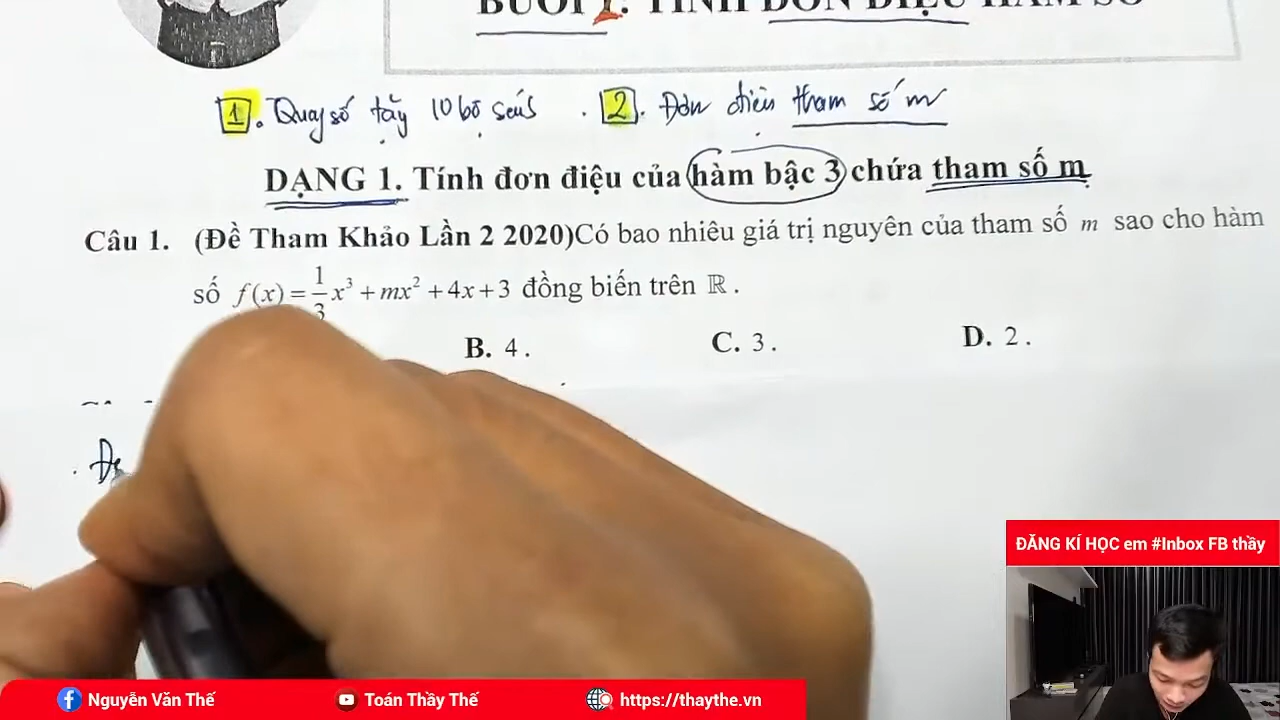 BUỔI 1: TÍNH ĐƠN ĐIỆU HÀM SỐ
1. Quay số tặng 10 bộ sách . 2. Đơn điệu tham số m
DẠNG 1. Tính đơn điệu của hàm bậc 3 chứa tham số m
Câu 1. (Đề Tham Khảo Lần 2 2020)Có bao nhiêu giá trị nguyên của tham số m sao cho hàm
số f(x) = 1/3 x³ + mx² + 4x + 3 đồng biến trên ℝ .
B. 4 . C. 3 . D. 2 .
ĐĂNG KÍ HỌC em #Inbox FB thầy
Nguyễn Văn Thế Toán Thầy Thế https://thaythe.vn